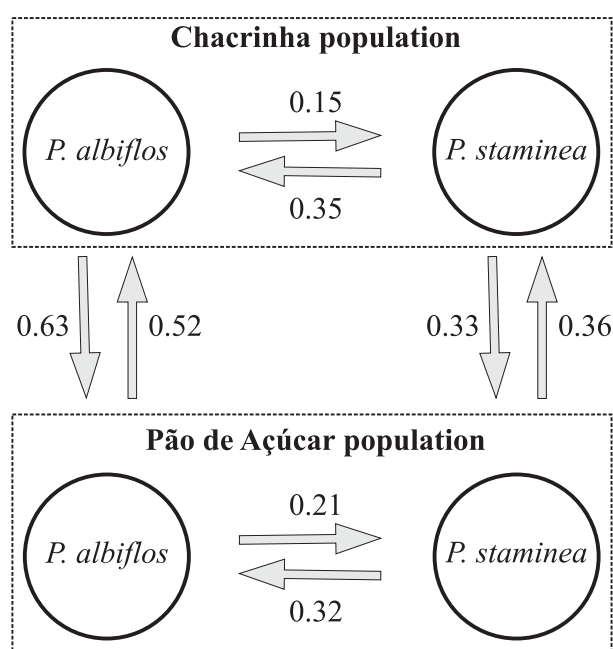 Chacrinha population
0.15
P. albiflos
P. staminea
0.35
0.63
0.52
0.33
0.36
Pão de Açúcar population
0.21
P. albiflos
P. staminea
0.32